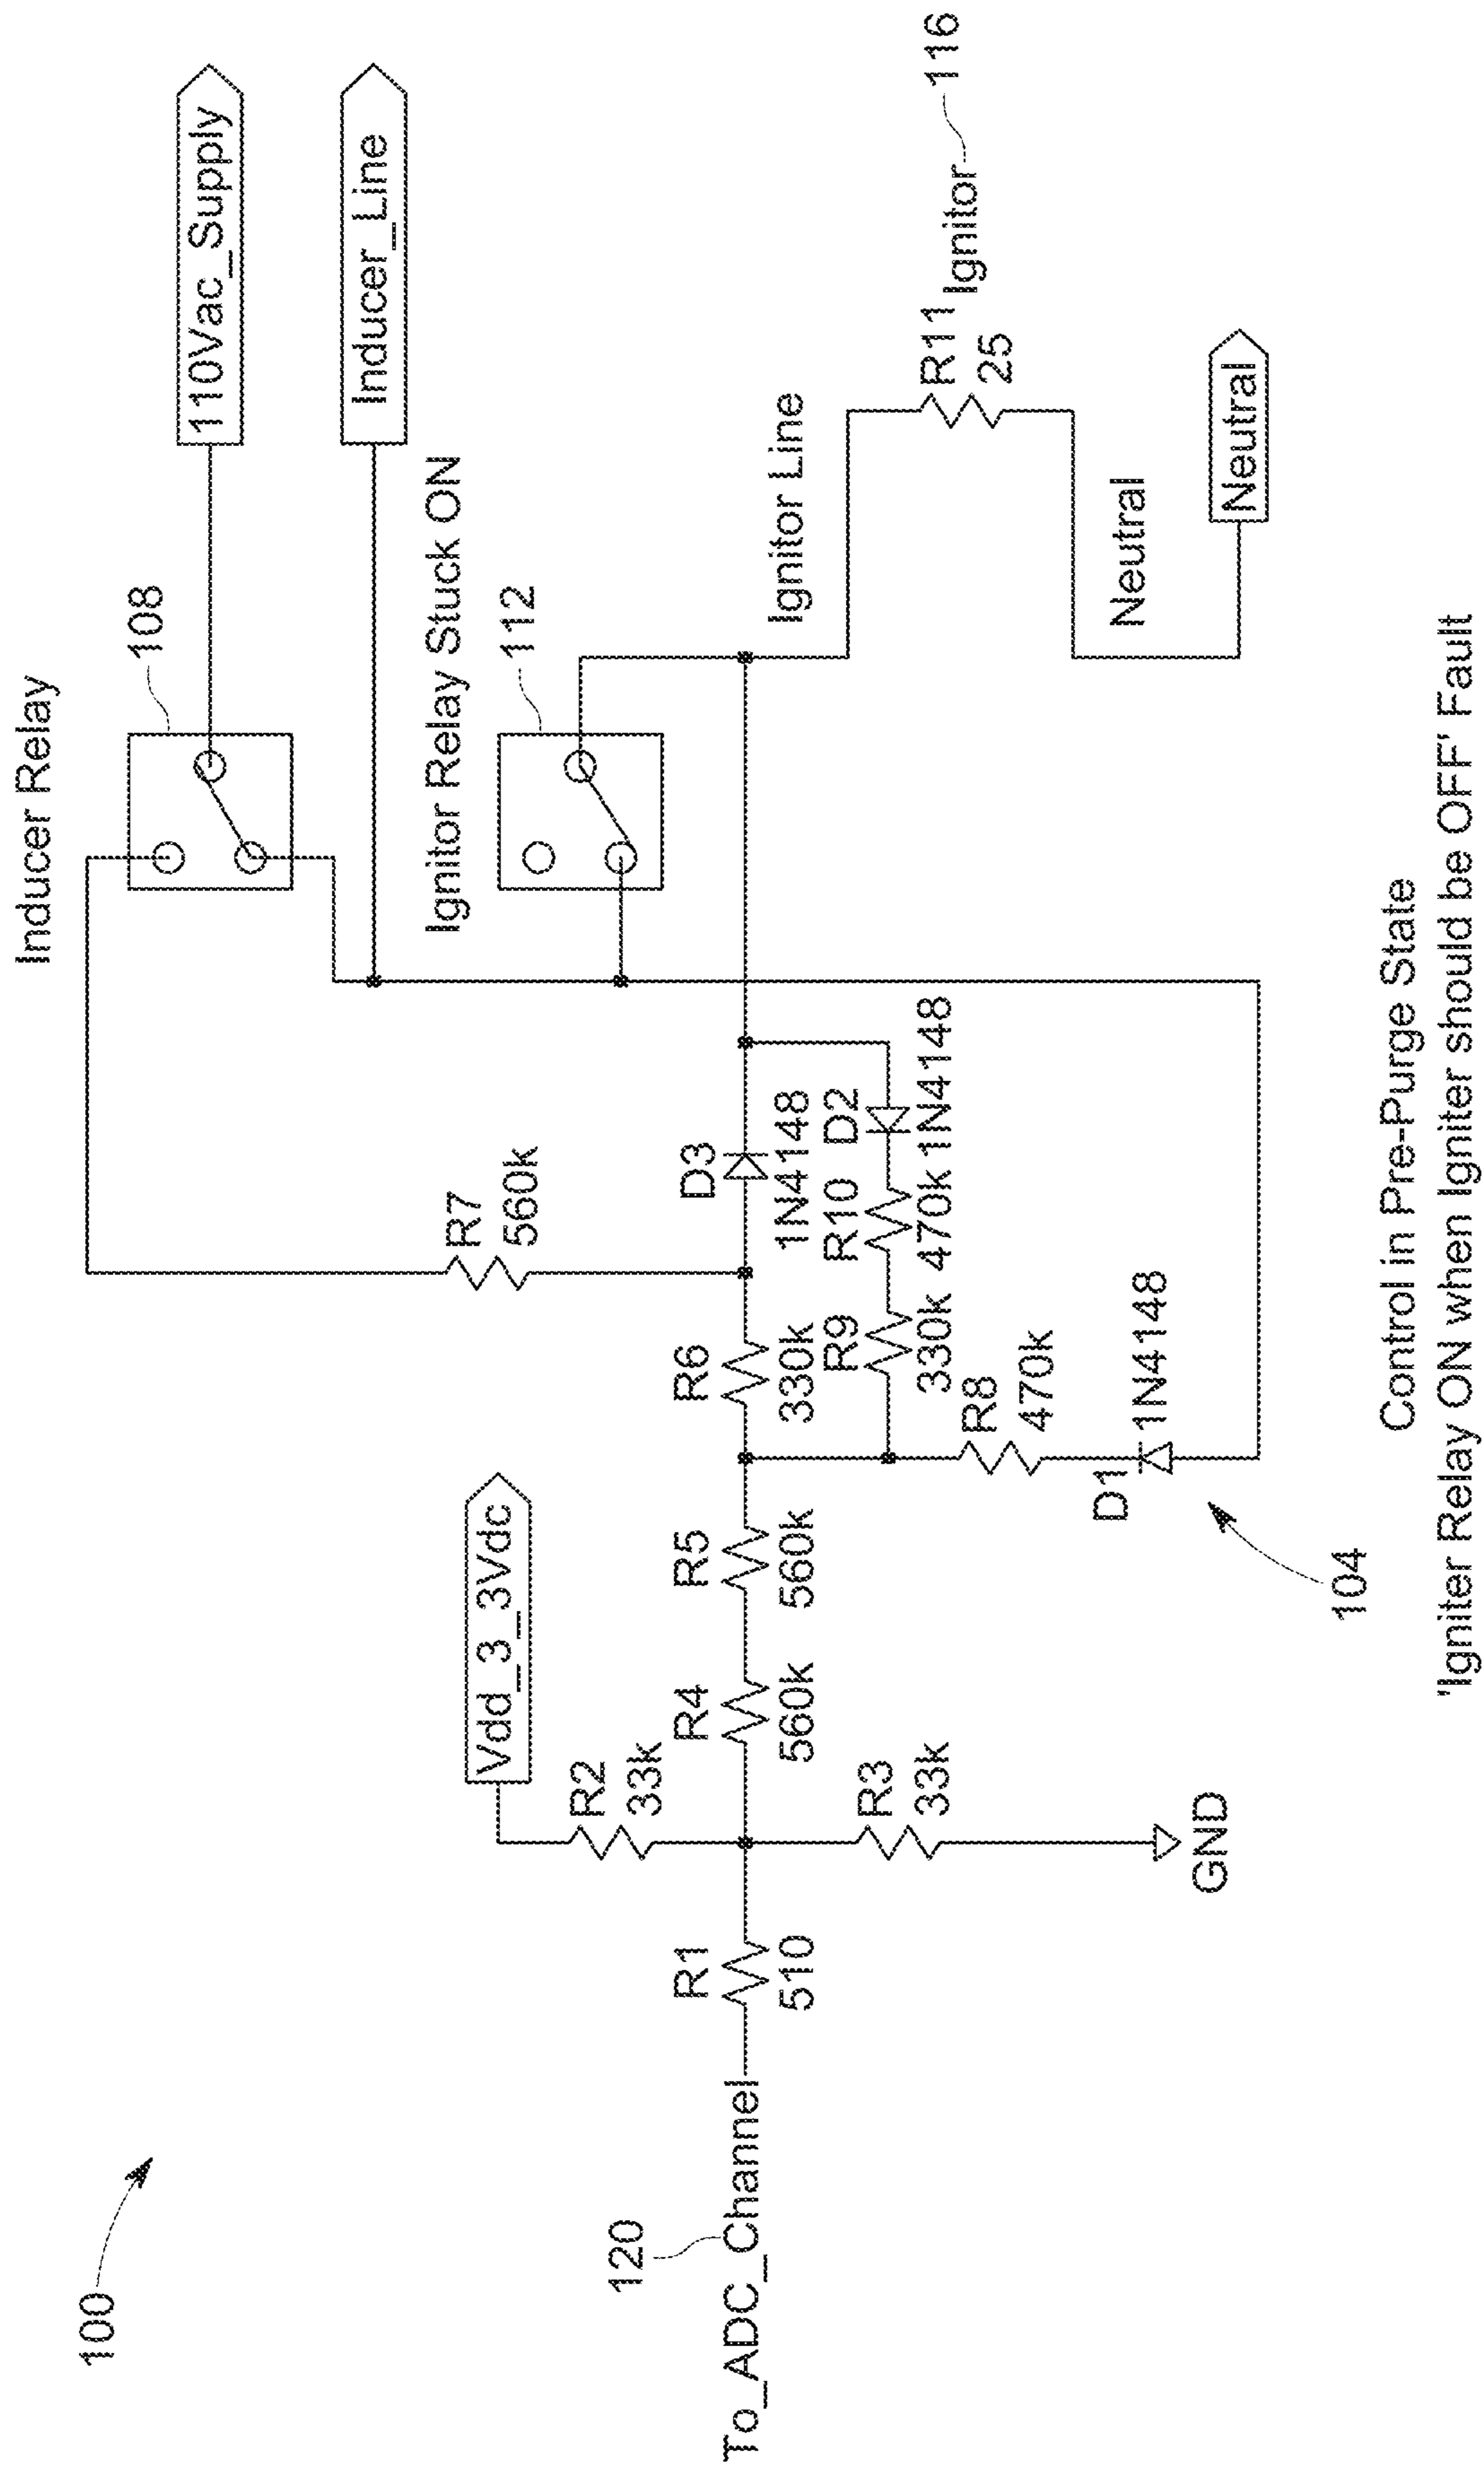 100
Inducer Relay
108
110Vac_Supply
Inducer_Line
Ignitor Relay Stuck ON
112
R7
560k
Vdd_3_3Vdc
R2
33k
120
To_ADC_Channel
R1
510
R4
560k
R5
560k
R6
330k
D3
1N4148
Ignitor Line
R3
33k
GND
R9
330k
R10
470k
D2
1N4148
R8
470k
D1
1N4148
104
R11
25
Ignitor
116
Neutral
Neutral
Control in Pre-Purge State
'Igniter Relay ON when Igniter should be OFF' Fault